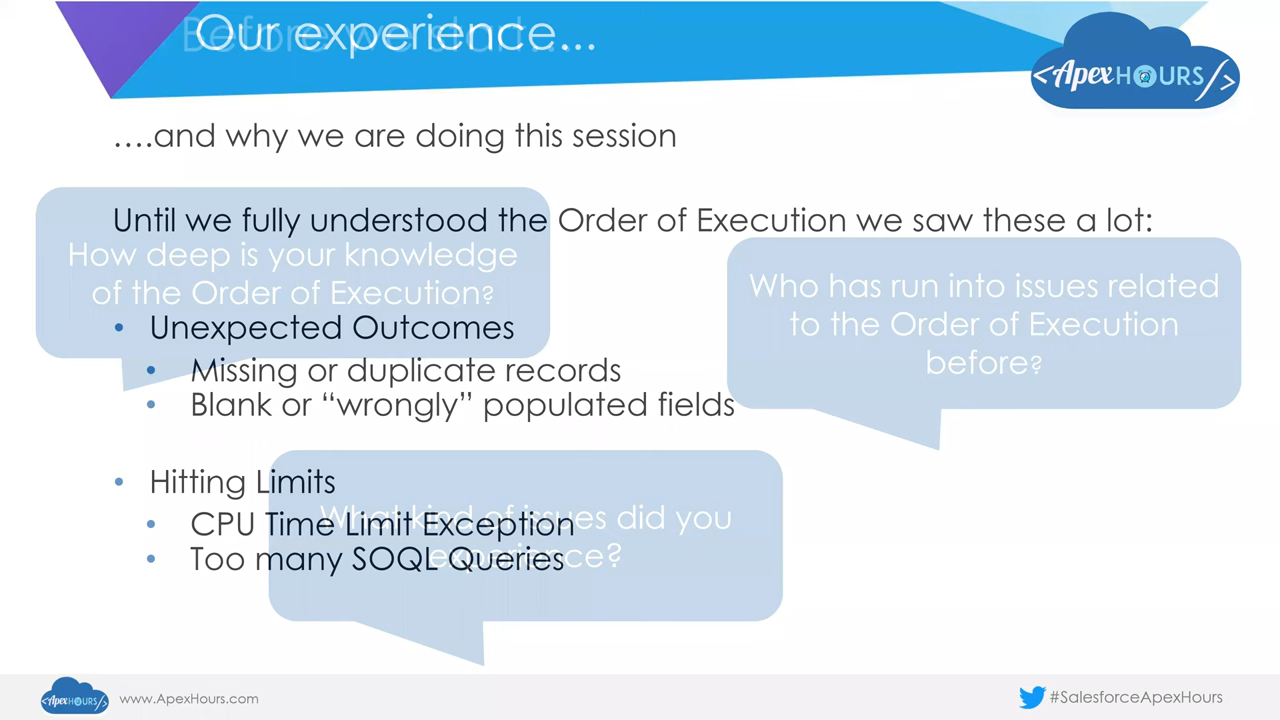 Before we start...
Our experience...
<ApexHOURS/>
….and why we are doing this session
Until we fully understood the Order of Execution we saw these a lot:
How deep is your knowledge
of the Order of Execution?
Who has run into issues related
to the Order of Execution
before?
• Unexpected Outcomes
• Missing or duplicate records
• Blank or “wrongly” populated fields
• Hitting Limits
• CPU Time Limit Exception
• Too many SOQL Queries
What kind of issues did you
experience?
<ApexHOURS/>
www.ApexHours.com
#SalesforceApexHours